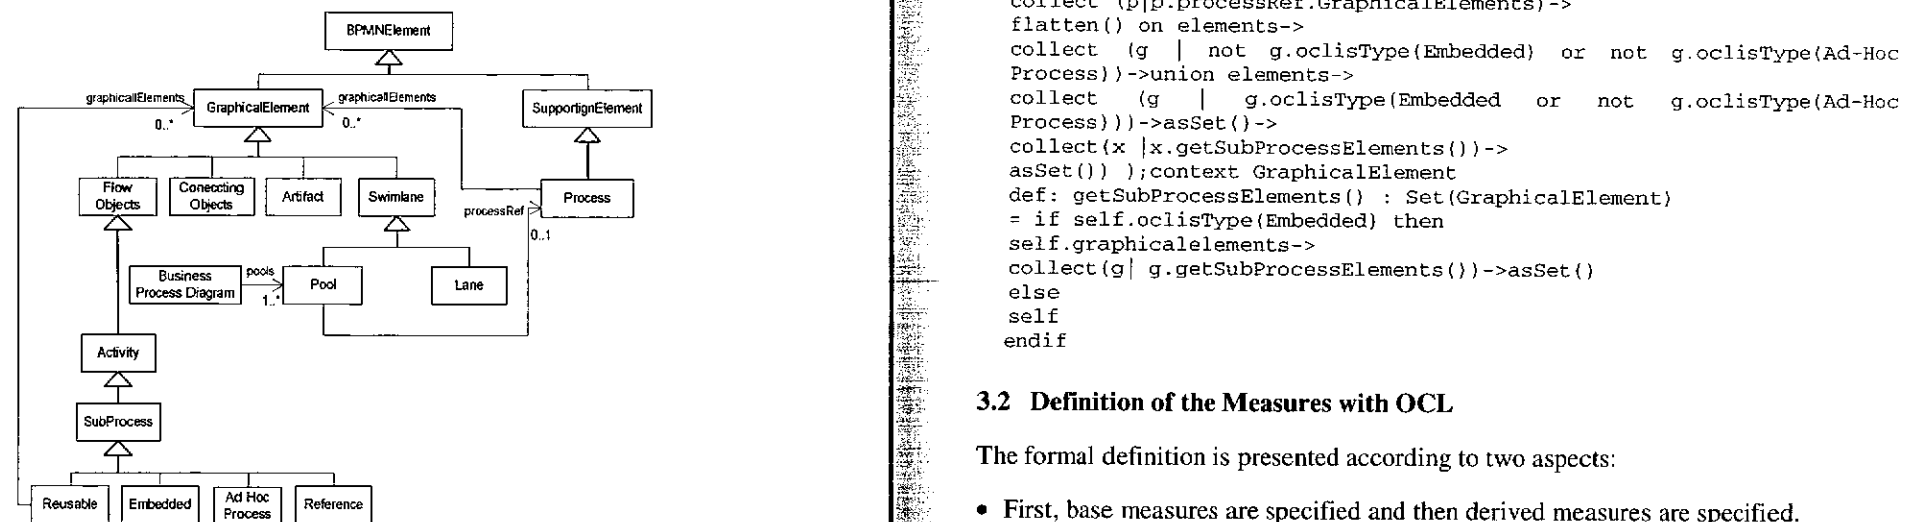 BPMNElement
graphicallElements
GraphicalElement
graphicallElements
SupportignElement
0..*
0..*
Flow
Objects
Coneccting
Objects
Artifact
Swimlane
Process
processRef
0..1
Business
Process Diagram
pools
1..*
Pool
Lane
Activity
SubProcess
Reusable
Embedded
Ad Hoc
Process
Reference
collect (p|p.processRef.GraphicalElements)->
flatten() on elements->
collect (g | not g.oclisType(Embedded) or not g.oclisType(Ad-Hoc
Process))->union elements->
collect (g | g.oclisType(Embedded or not g.oclisType(Ad-Hoc
Process)))->asSet()->
collect(x |x.getSubProcessElements())->
asSet()) );context GraphicalElement
def: getSubProcessElements() : Set(GraphicalElement)
= if self.oclisType(Embedded) then
self.graphicalelements->
collect(g| g.getSubProcessElements())->asSet()
else
self
endif
3.2 Definition of the Measures with OCL
The formal definition is presented according to two aspects:
• First, base measures are specified and then derived measures are specified.